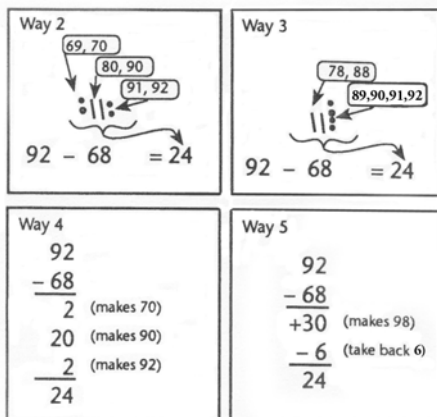 Way 2
69, 70
80, 90
91, 92
92 - 68 = 24
Way 3
78, 88
89,90,91,92
92 - 68 = 24
Way 4
92
- 68
2 (makes 70)
20 (makes 90)
2 (makes 92)
24
Way 5
92
- 68
+30 (makes 98)
- 6 (take back 6)
24